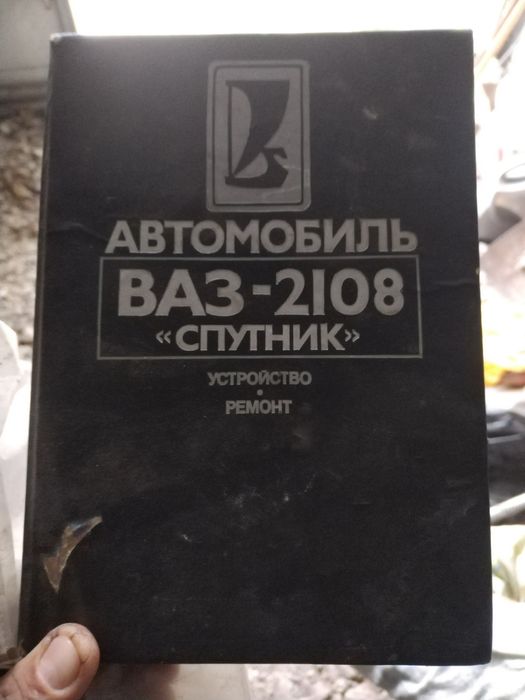 АВТОМОБИЛЬ
ВАЗ-2108
«СПУТНИК»
УСТРОЙСТВО
•
РЕМОНТ